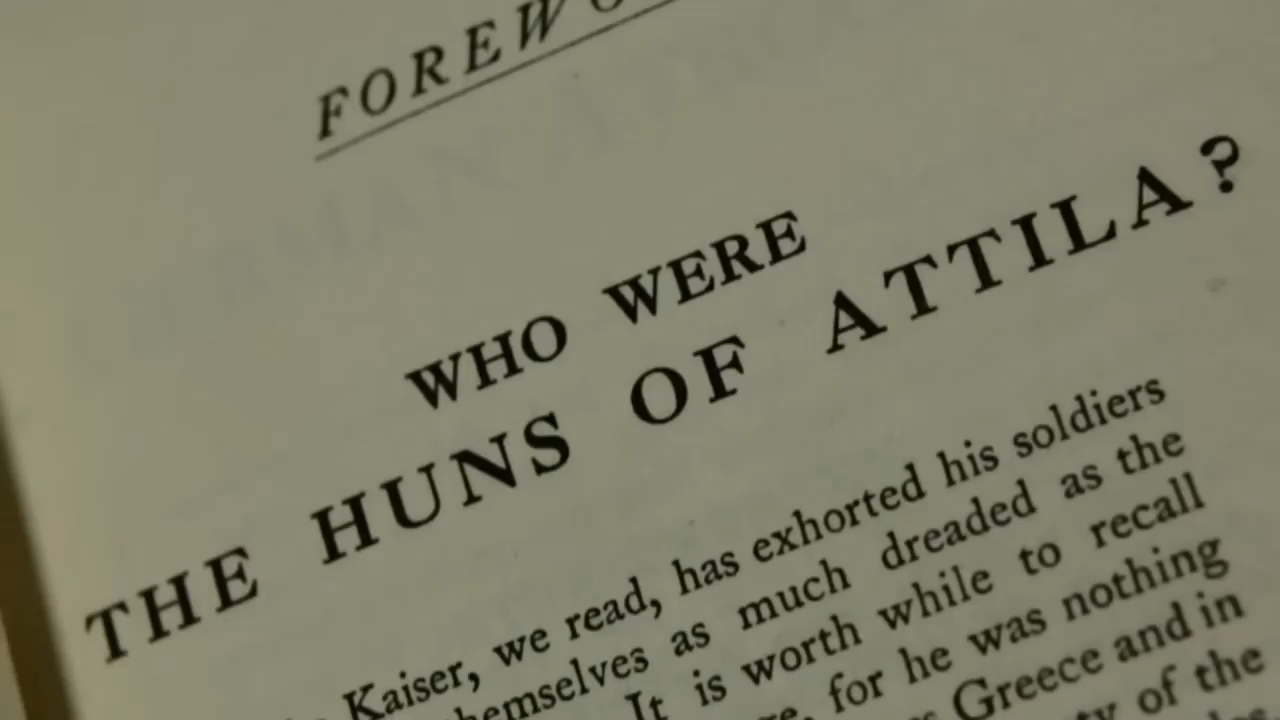 FOREWO
WHO WERE
THE HUNS OF ATTILA?
Kaiser, we read, has exhorted his soldiers
hemselves as much dreaded as the
It is worth while to recall
for he was nothing
Greece and in
of the